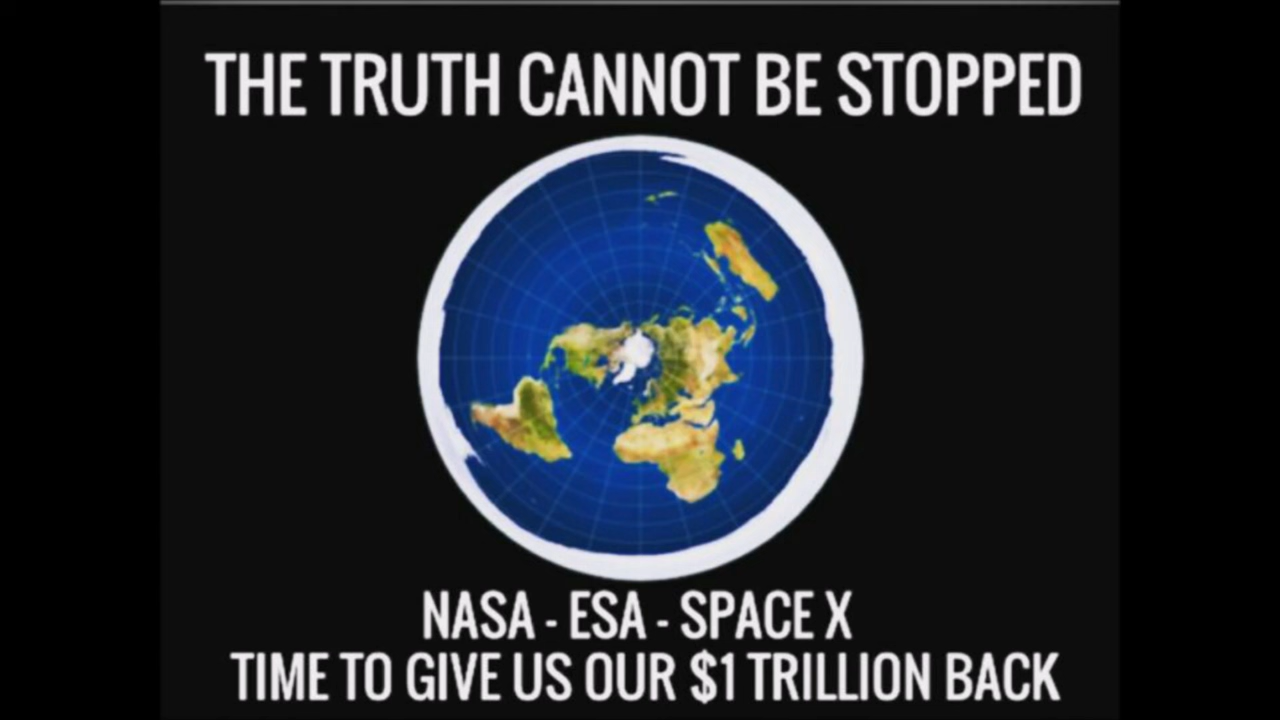 THE TRUTH CANNOT BE STOPPED
NASA - ESA - SPACE X
TIME TO GIVE US OUR $1 TRILLION BACK